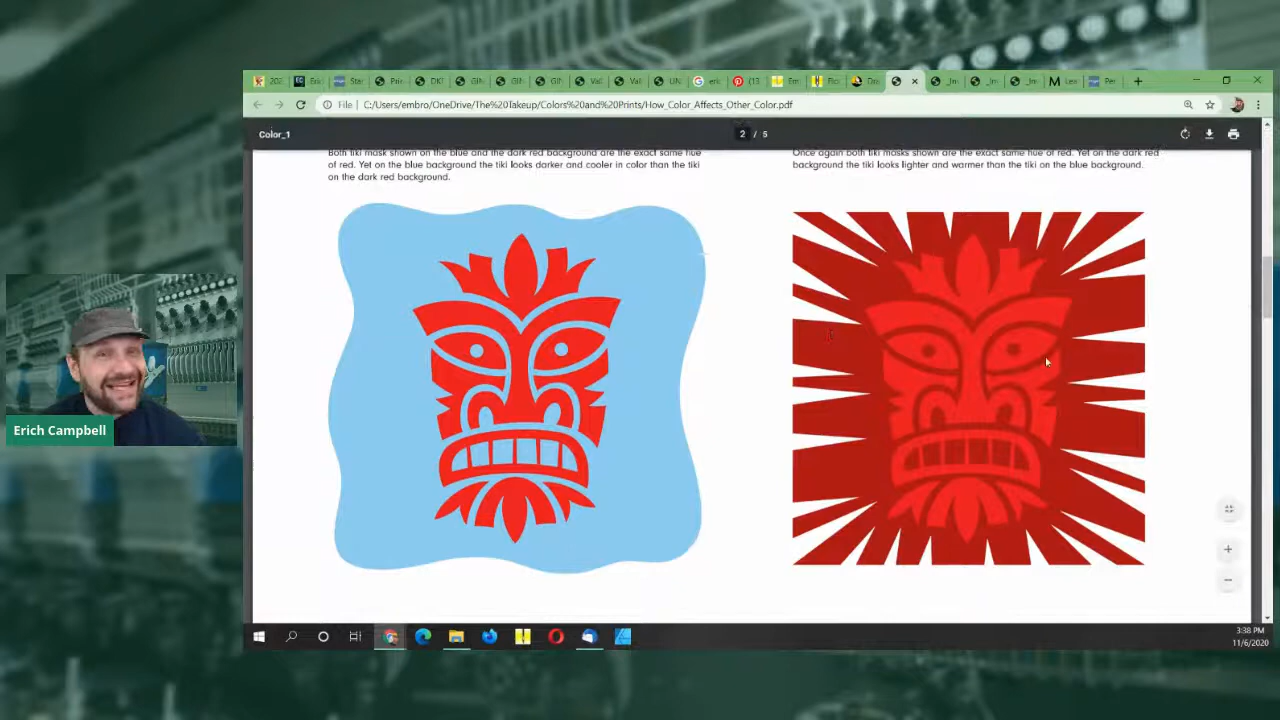 File
C:/Users/embro/OneDrive/The%20Takeup/Colors%20and%20Prints/How_Color_Affects_Other_Color.pdf
Color_1
2 / 5
Both tiki mask shown on the blue and the dark red background are the exact same hue
of red. Yet on the blue background the tiki looks darker and cooler in color than the tiki
on the dark red background.
Once again both tiki masks shown are the exact same hue of red. Yet on the dark red
background the tiki looks lighter and warmer than the tiki on the blue background.
Erich Campbell
3:38 PM
11/6/2020